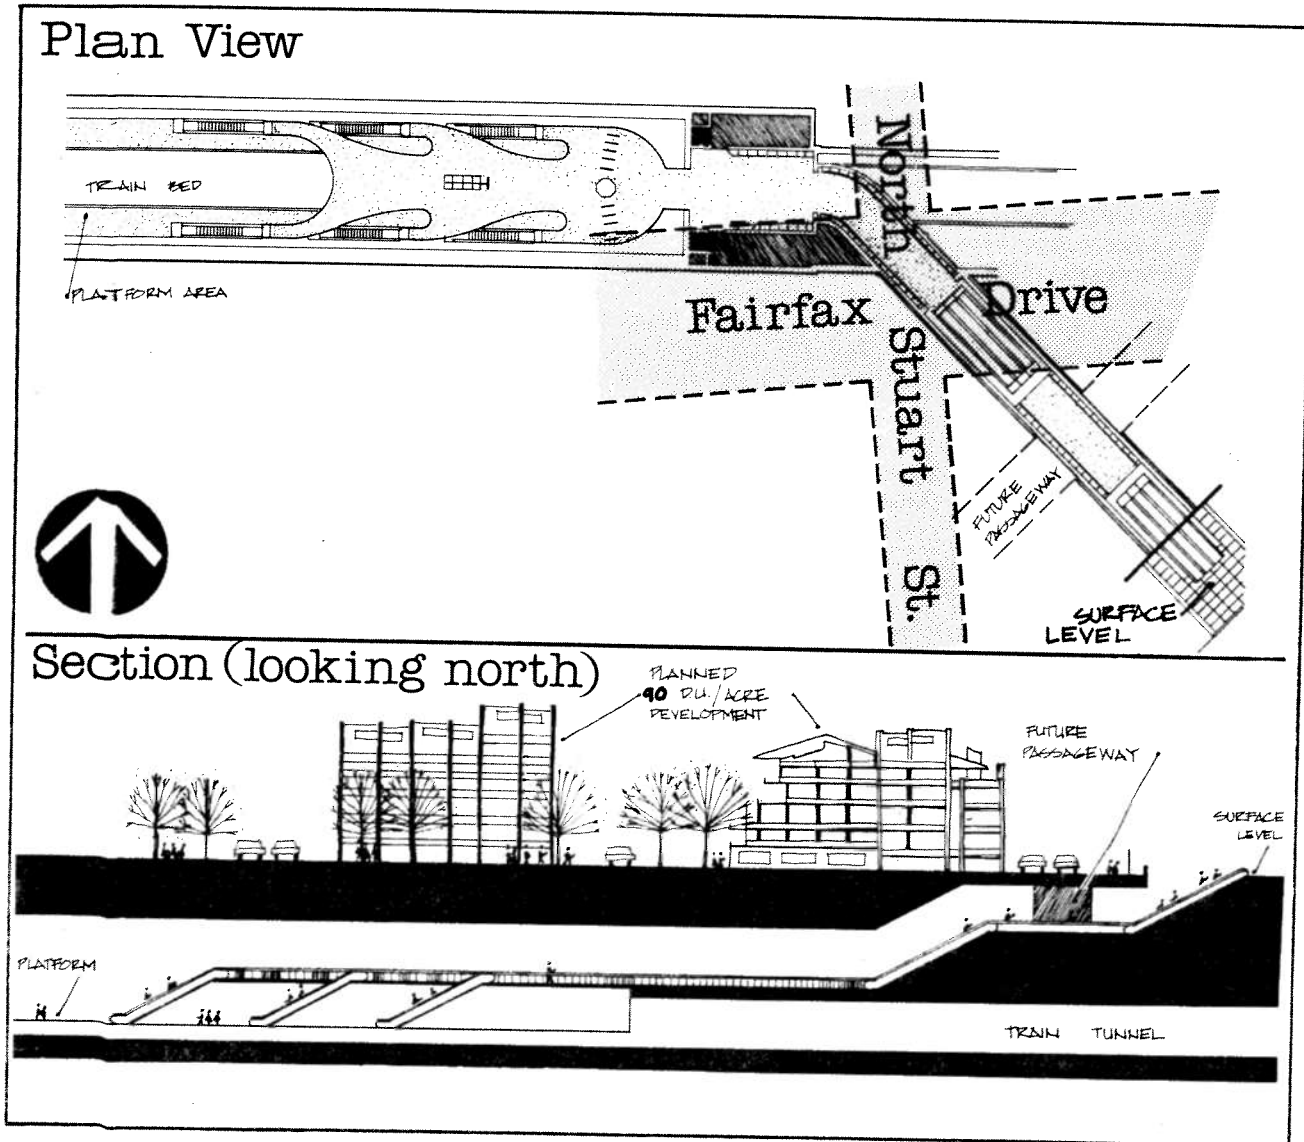 Plan View
TRAIN BED
PLATFORM AREA
North
Fairfax Drive
Stuart
St.
FUTURE
PASSAGEWAY
SURFACE
LEVEL
Section (looking north)
PLANNED
90 D.U./ACRE
DEVELOPMENT
FUTURE
PASSAGEWAY
SURFACE
LEVEL
PLATFORM
TRAIN TUNNEL